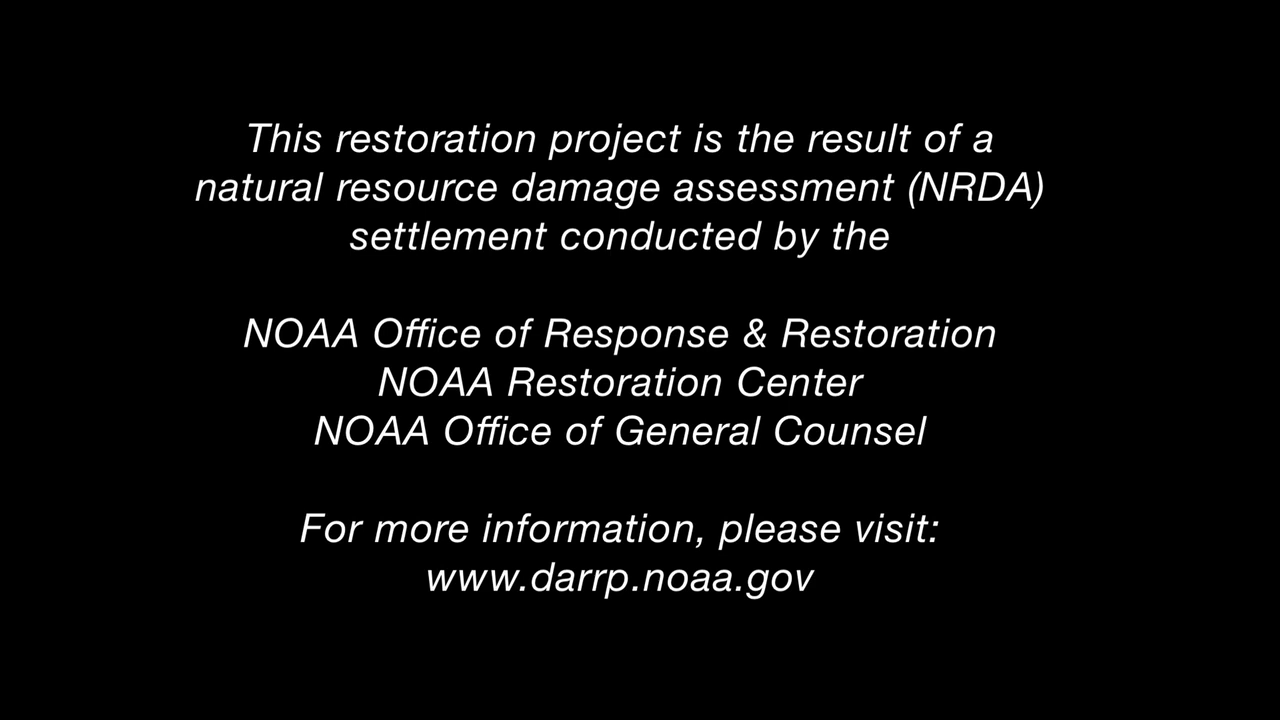 This restoration project is the result of a
natural resource damage assessment (NRDA)
settlement conducted by the
NOAA Office of Response & Restoration
NOAA Restoration Center
NOAA Office of General Counsel
For more information, please visit:
www.darrp.noaa.gov